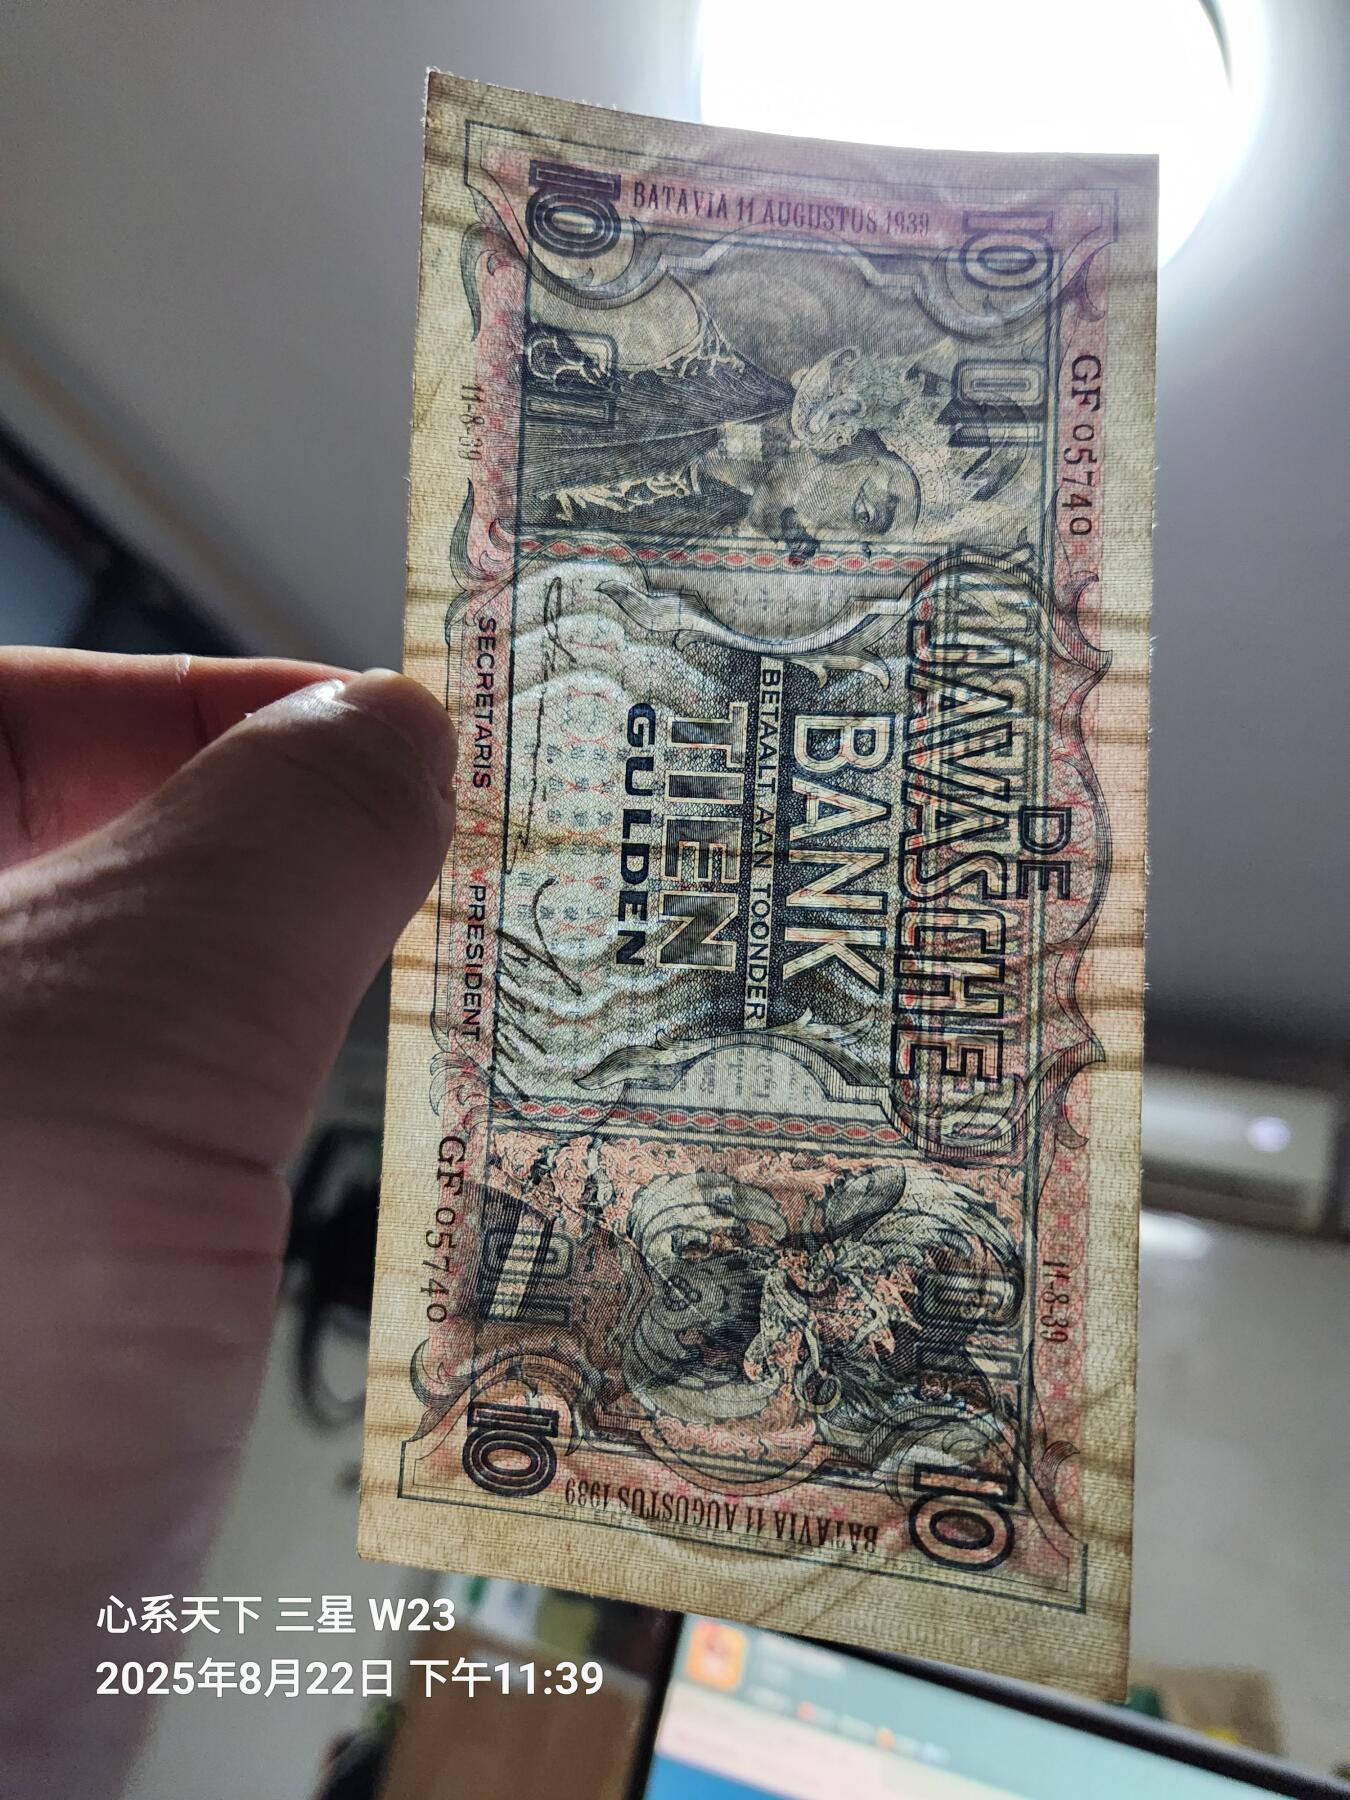 BATAVIA 11 AUGUSTUS 1939
10
10
10
10
GF 05740
11-8-39
DE
JAVASCHE
BANK
BETAALT AAN TOONDER
TIEN
GULDEN
SECRETARIS
PRESIDENT
GF 05740
11-8-39
10
10
BATAVIA 11 AUGUSTUS 1939
心系天下 三星 W23
2025年8月22日 下午11:39